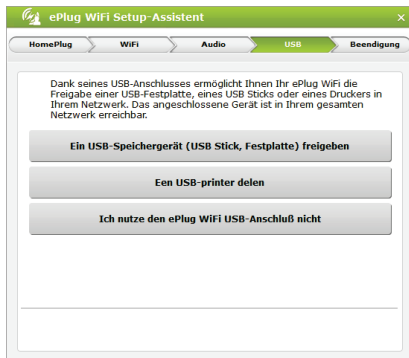 ePlug WiFi Setup-Assistent
HomePlug WiFi Audio USB Beendigung
Dank seines USB-Anschlusses ermöglicht Ihnen Ihr ePlug WiFi die
Freigabe einer USB-Festplatte, eines USB Sticks oder eines Druckers in
Ihrem Netzwerk. Das angeschlossene Gerät ist in Ihrem gesamten
Netzwerk erreichbar.
Ein USB-Speichergerät (USB Stick, Festplatte) freigeben
Een USB-printer delen
Ich nutze den ePlug WiFi USB-Anschluß nicht